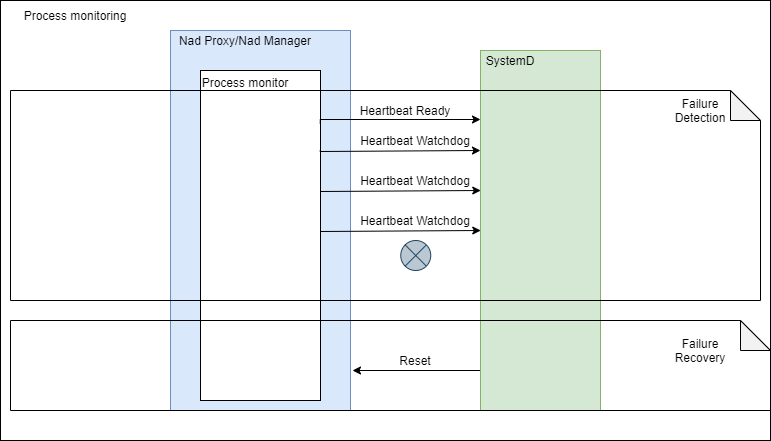 Process monitoring
Nad Proxy/Nad Manager
SystemD
Process monitor
Failure
Detection
Heartbeat Ready
Heartbeat Watchdog
Heartbeat Watchdog
Heartbeat Watchdog
Failure
Recovery
Reset